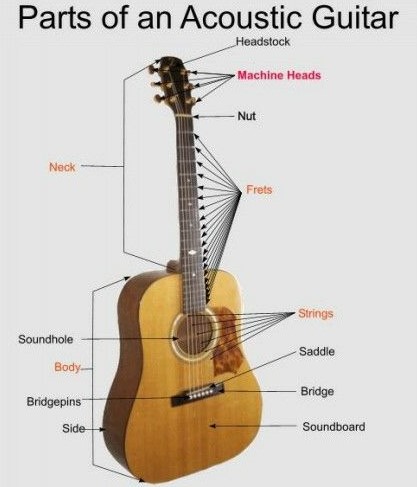 Parts of an Acoustic Guitar
Headstock
Machine Heads
Nut
Neck
Frets
Strings
Soundhole
Saddle
Body
Bridge
Bridgepins
Side
Soundboard